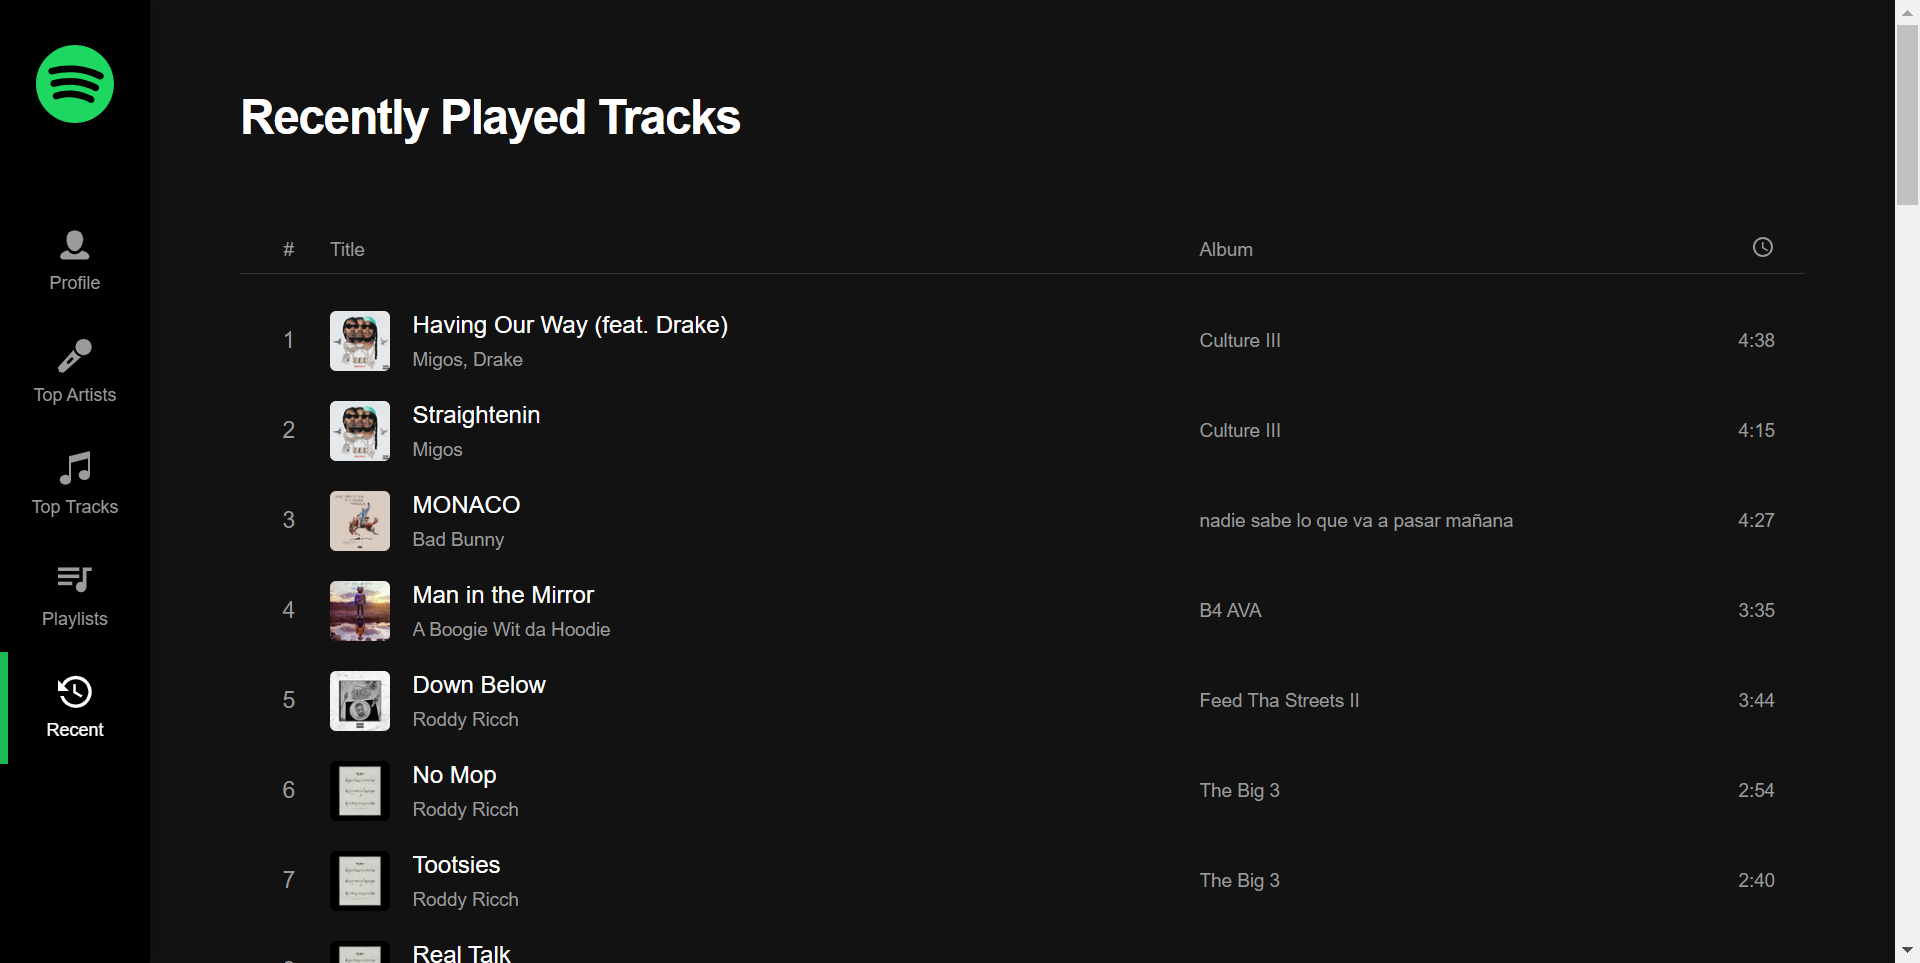 Recently Played Tracks
Profile
Top Artists
Top Tracks
Playlists
Recent
# Title Album
1 Having Our Way (feat. Drake) Culture III 4:38
Migos, Drake
2 Straightenin Culture III 4:15
Migos
3 MONACO nadie sabe lo que va a pasar mañana 4:27
Bad Bunny
4 Man in the Mirror B4 AVA 3:35
A Boogie Wit da Hoodie
5 Down Below Feed Tha Streets II 3:44
Roddy Ricch
6 No Mop The Big 3 2:54
Roddy Ricch
7 Tootsies The Big 3 2:40
Roddy Ricch
Real Talk